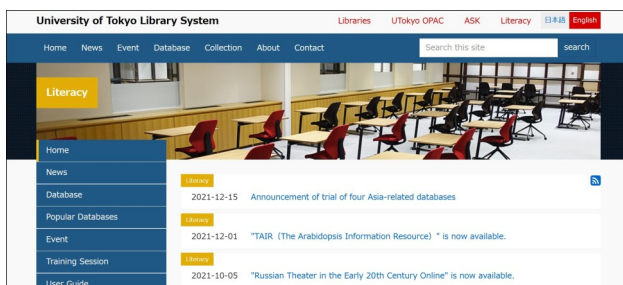 University of Tokyo Library System
Libraries UTokyo OPAC ASK Literacy 日本語 English
Home News Event Database Collection About Contact Search this site search
Literacy
Home
News
Database
Popular Databases
Event
Training Session
User Guide
Literacy
2021-12-15 Announcement of trial of four Asia-related databases
Literacy
2021-12-01 "TAIR（The Arabidopsis Information Resource）" is now available.
Literacy
2021-10-05 "Russian Theater in the Early 20th Century Online" is now available.